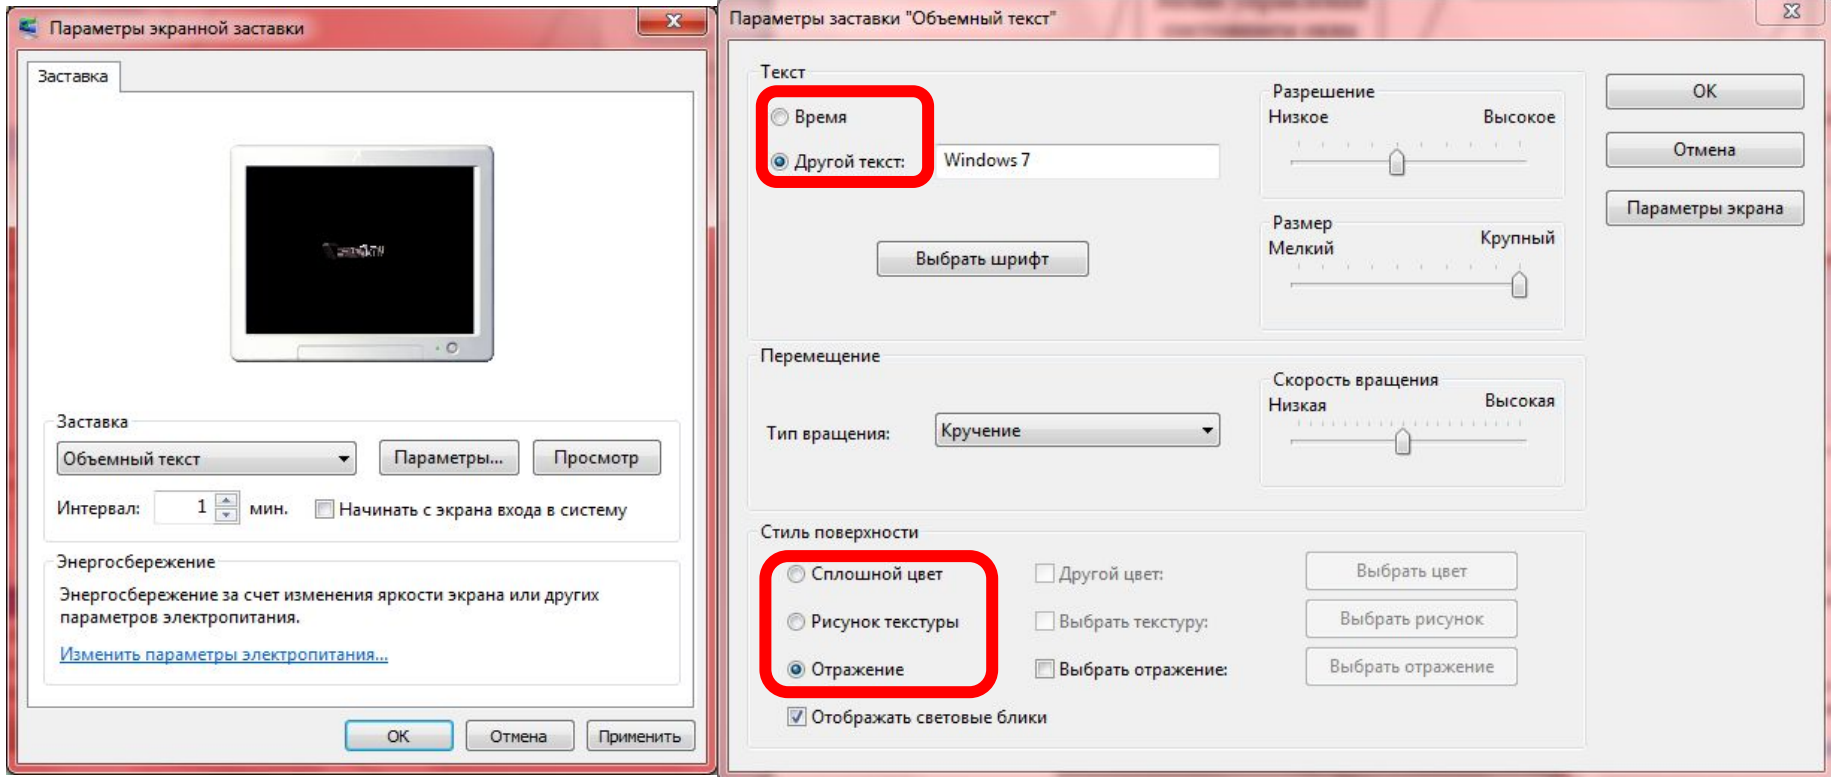 Параметры экранной заставки
Заставка
Заставка
Объемный текст
Параметры...
Просмотр
Интервал: 1 мин.
Начинать с экрана входа в систему
Энергосбережение
Энергосбережение за счет изменения яркости экрана или других
параметров электропитания.
Изменить параметры электропитания...
ОК
Отмена
Применить
Параметры заставки "Объемный текст"
Текст
Время
Другой текст: Windows 7
Выбрать шрифт
Разрешение
Низкое Высокое
Размер
Мелкий Крупный
ОК
Отмена
Параметры экрана
Перемещение
Тип вращения: Кручение
Скорость вращения
Низкая Высокая
Стиль поверхности
Сплошной цвет Другой цвет: Выбрать цвет
Рисунок текстуры Выбрать текстуру: Выбрать рисунок
Отражение Выбрать отражение: Выбрать отражение
Отображать световые блики